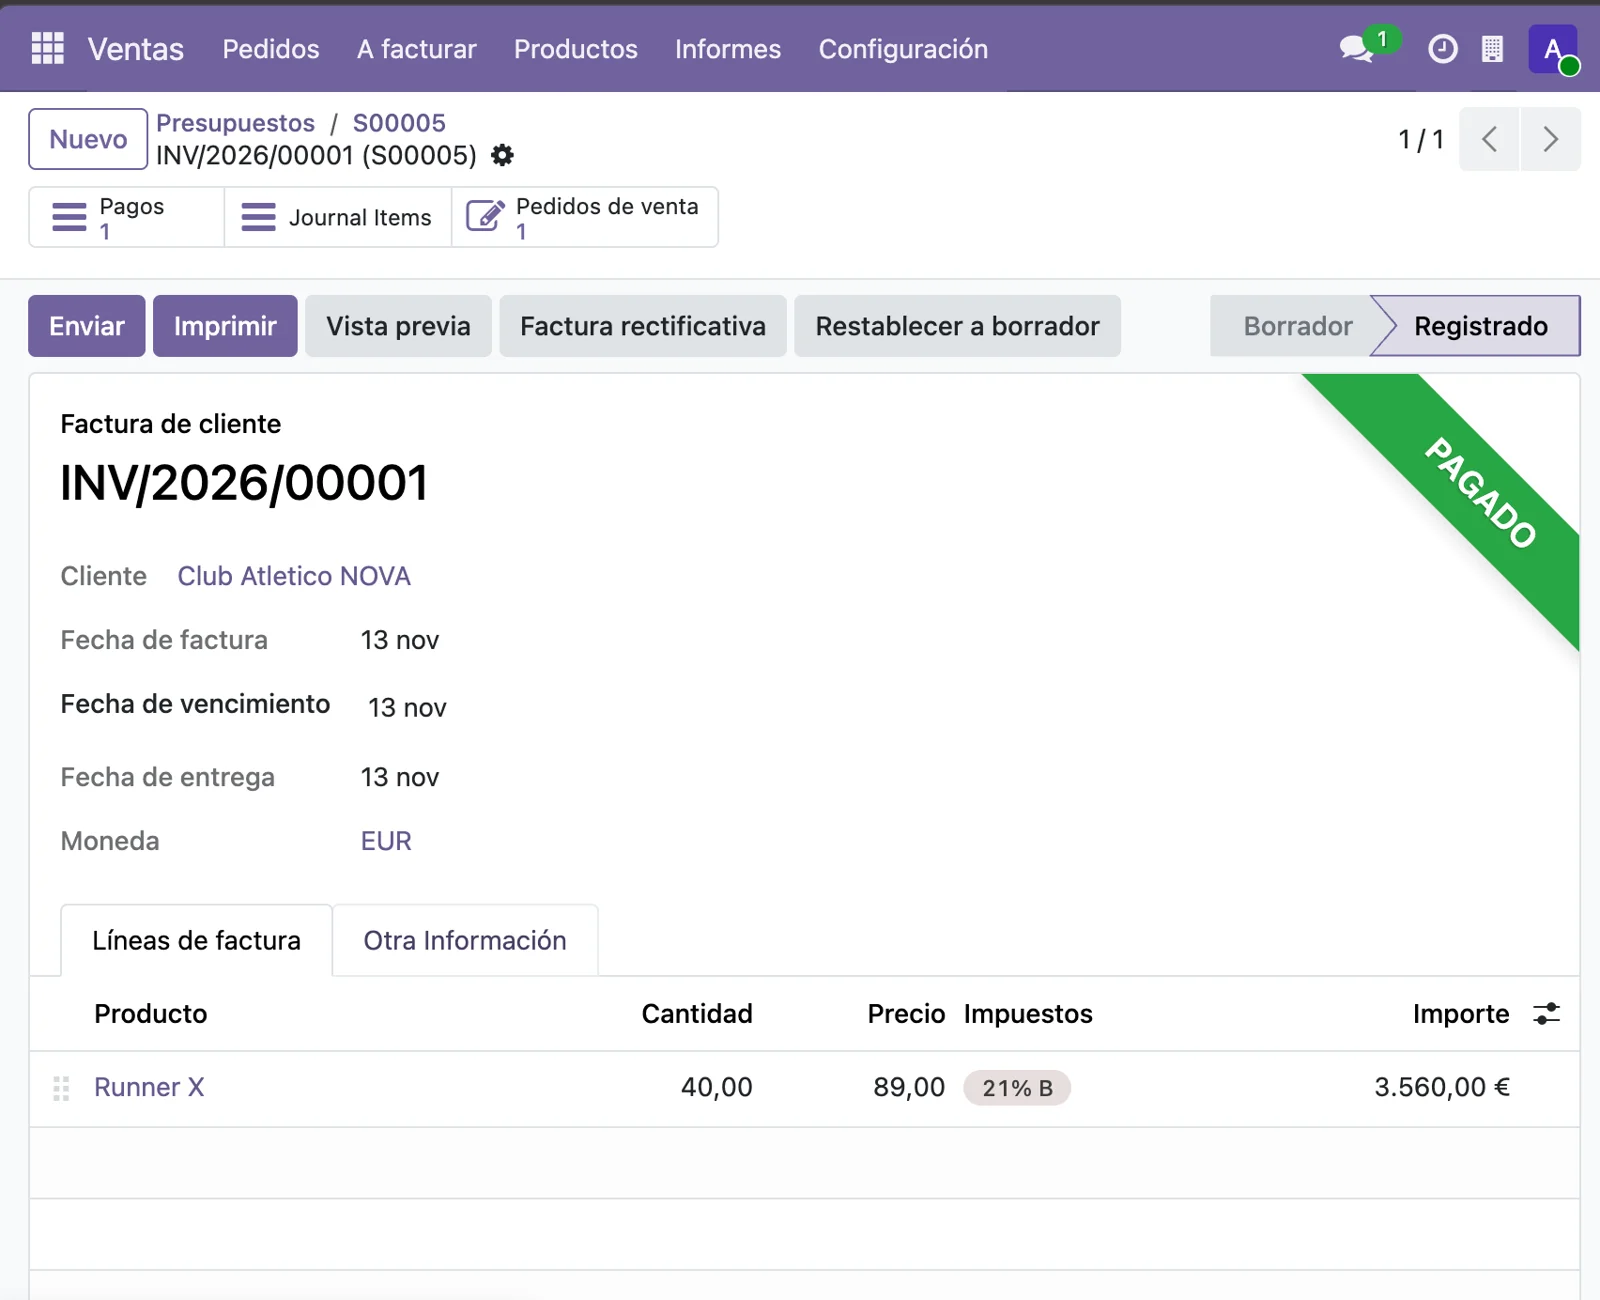 Ventas Pedidos A facturar Productos Informes Configuración 1 A
Nuevo
Presupuestos / S00005
INV/2026/00001 (S00005)
1 / 1
Pagos
1
Journal Items
Pedidos de venta
1
Enviar Imprimir Vista previa Factura rectificativa Restablecer a borrador Borrador Registrado
PAGADO
Factura de cliente
INV/2026/00001
Cliente Club Atletico NOVA
Fecha de factura 13 nov
Fecha de vencimiento 13 nov
Fecha de entrega 13 nov
Moneda EUR
Líneas de factura Otra Información
Producto Cantidad Precio Impuestos Importe
Runner X 40,00 89,00 21% B 3.560,00 €